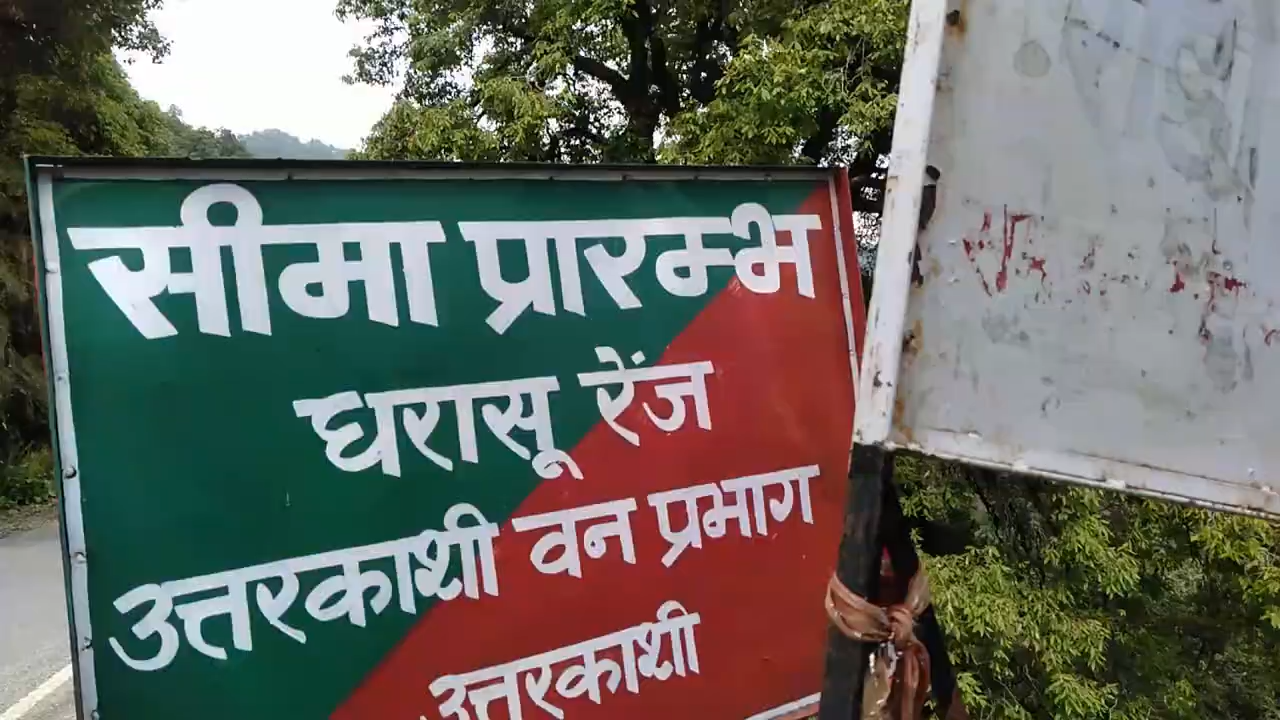 सीमा प्रारम्भ
धरासू रेंज
उत्तरकाशी वन प्रभाग
उत्तरकाशी